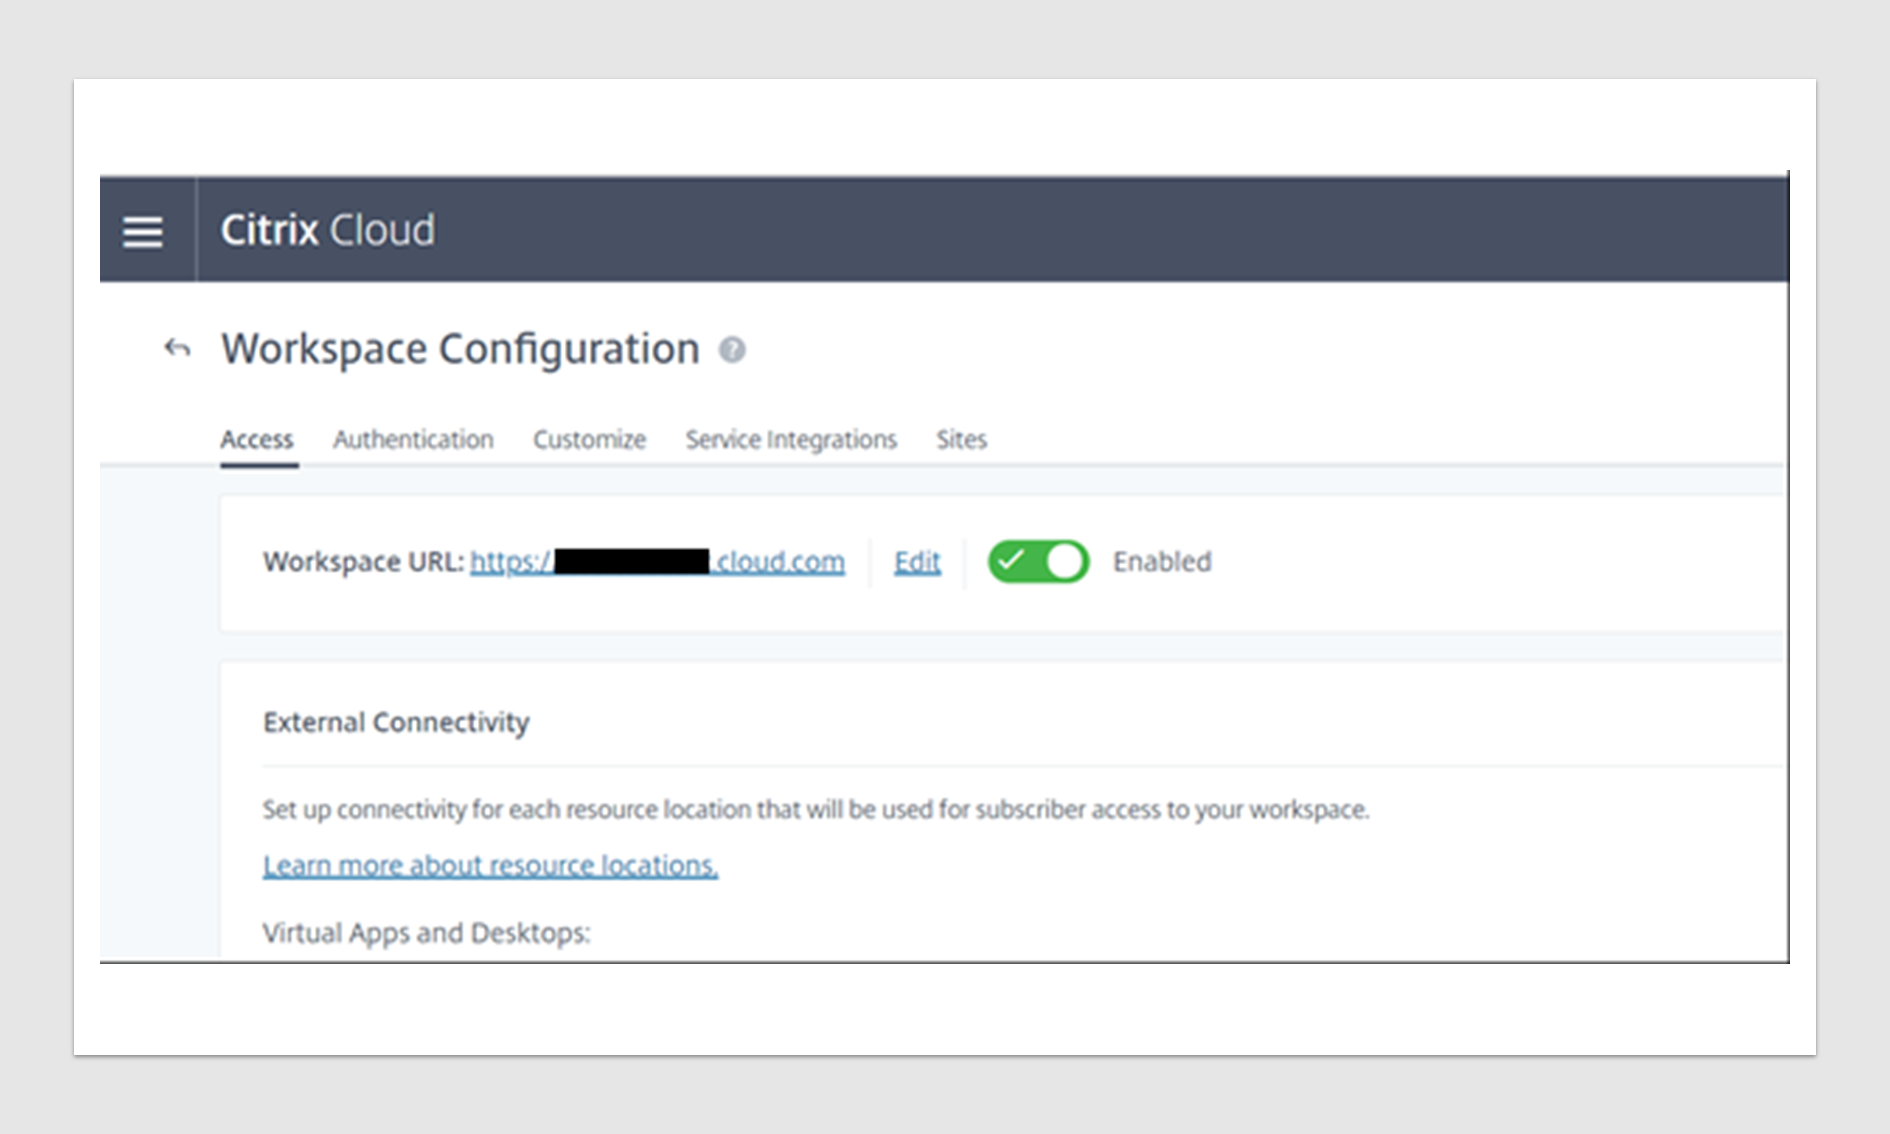 Citrix Cloud
Workspace Configuration ?
Access Authentication Customize Service Integrations Sites
Workspace URL: https:/ .cloud.com Edit Enabled
External Connectivity
Set up connectivity for each resource location that will be used for subscriber access to your workspace.
Learn more about resource locations.
Virtual Apps and Desktops: